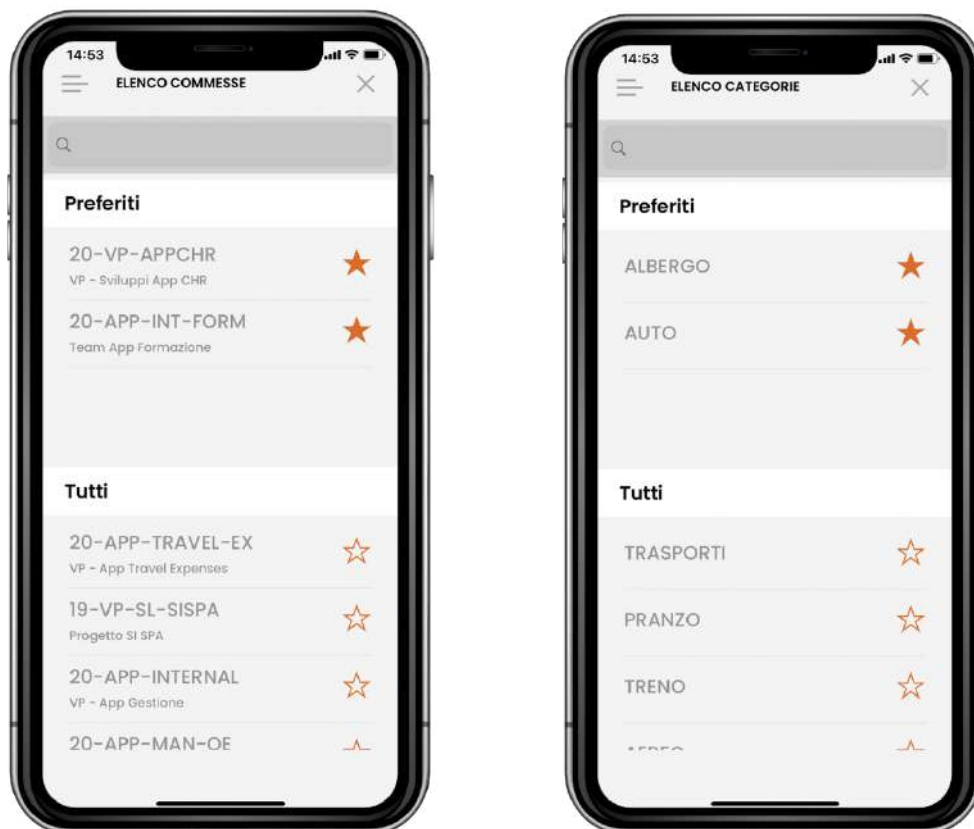 14:53
ELENCO COMMESSE
Preferiti
20-VP-APPCHR
VP - Sviluppi App CHR
20-APP-INT-FORM
Team App Formazione
Tutti
20-APP-TRAVEL-EX
VP - App Travel Expenses
19-VP-SL-SISPA
Progetto SI SPA
20-APP-INTERNAL
VP - App Gestione
20-APP-MAN-OE
14:53
ELENCO CATEGORIE
Preferiti
ALBERGO
AUTO
Tutti
TRASPORTI
PRANZO
TRENO